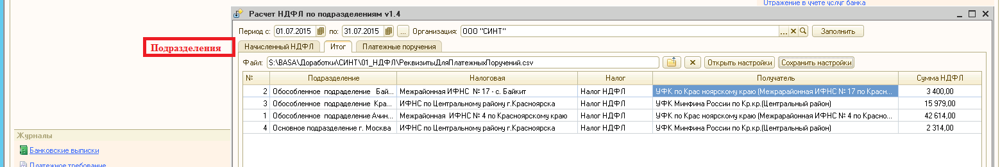 Отражение в учете услуг банка
Расчет НДФЛ по подразделениям v1.4
Период с: 01.07.2015 по: 31.07.2015 ... Организация: ООО "СИНТ" ... Заполнить
Подразделения
Начисленный НДФЛ Итог Платежные поручения
Файл: S:\BASA\Доработки\СИНТ\01_НДФЛ\РеквизитыДляПлатежныхПоручений.csv Открыть настройки Сохранить настройки
№ Подразделение Налоговая Налог Получатель Сумма НДФЛ
2 Обособленное подраделение Бай... Межрайонная ИФНС № 17 - с. Байкит Налог НДФЛ УФК по Крас ноярскому краю (Межрарайонная ИФНС № 17 по Красн... 3 400,00
3 Обособленное подраделение Кра... ИФНС по Центральному району г.Красноярска Налог НДФЛ УФК Минфина России по Кр.кр.(Центральный район) 15 979,00
1 Обособленное подраделение Ачин... Межрайонная ИФНС № 4 по Красноярскому краю Налог НДФЛ УФК по Крас ноярскому краю (Межрарайонная ИФНС № 4 по Красно... 42 614,00
4 Основное подразделение г. Москва ИФНС по Центральному району г.Красноярска Налог НДФЛ УФК Минфина России по Кр.кр.(Центральный район) 2 314,00
Журналы
Банковские выписки
Платежное требование